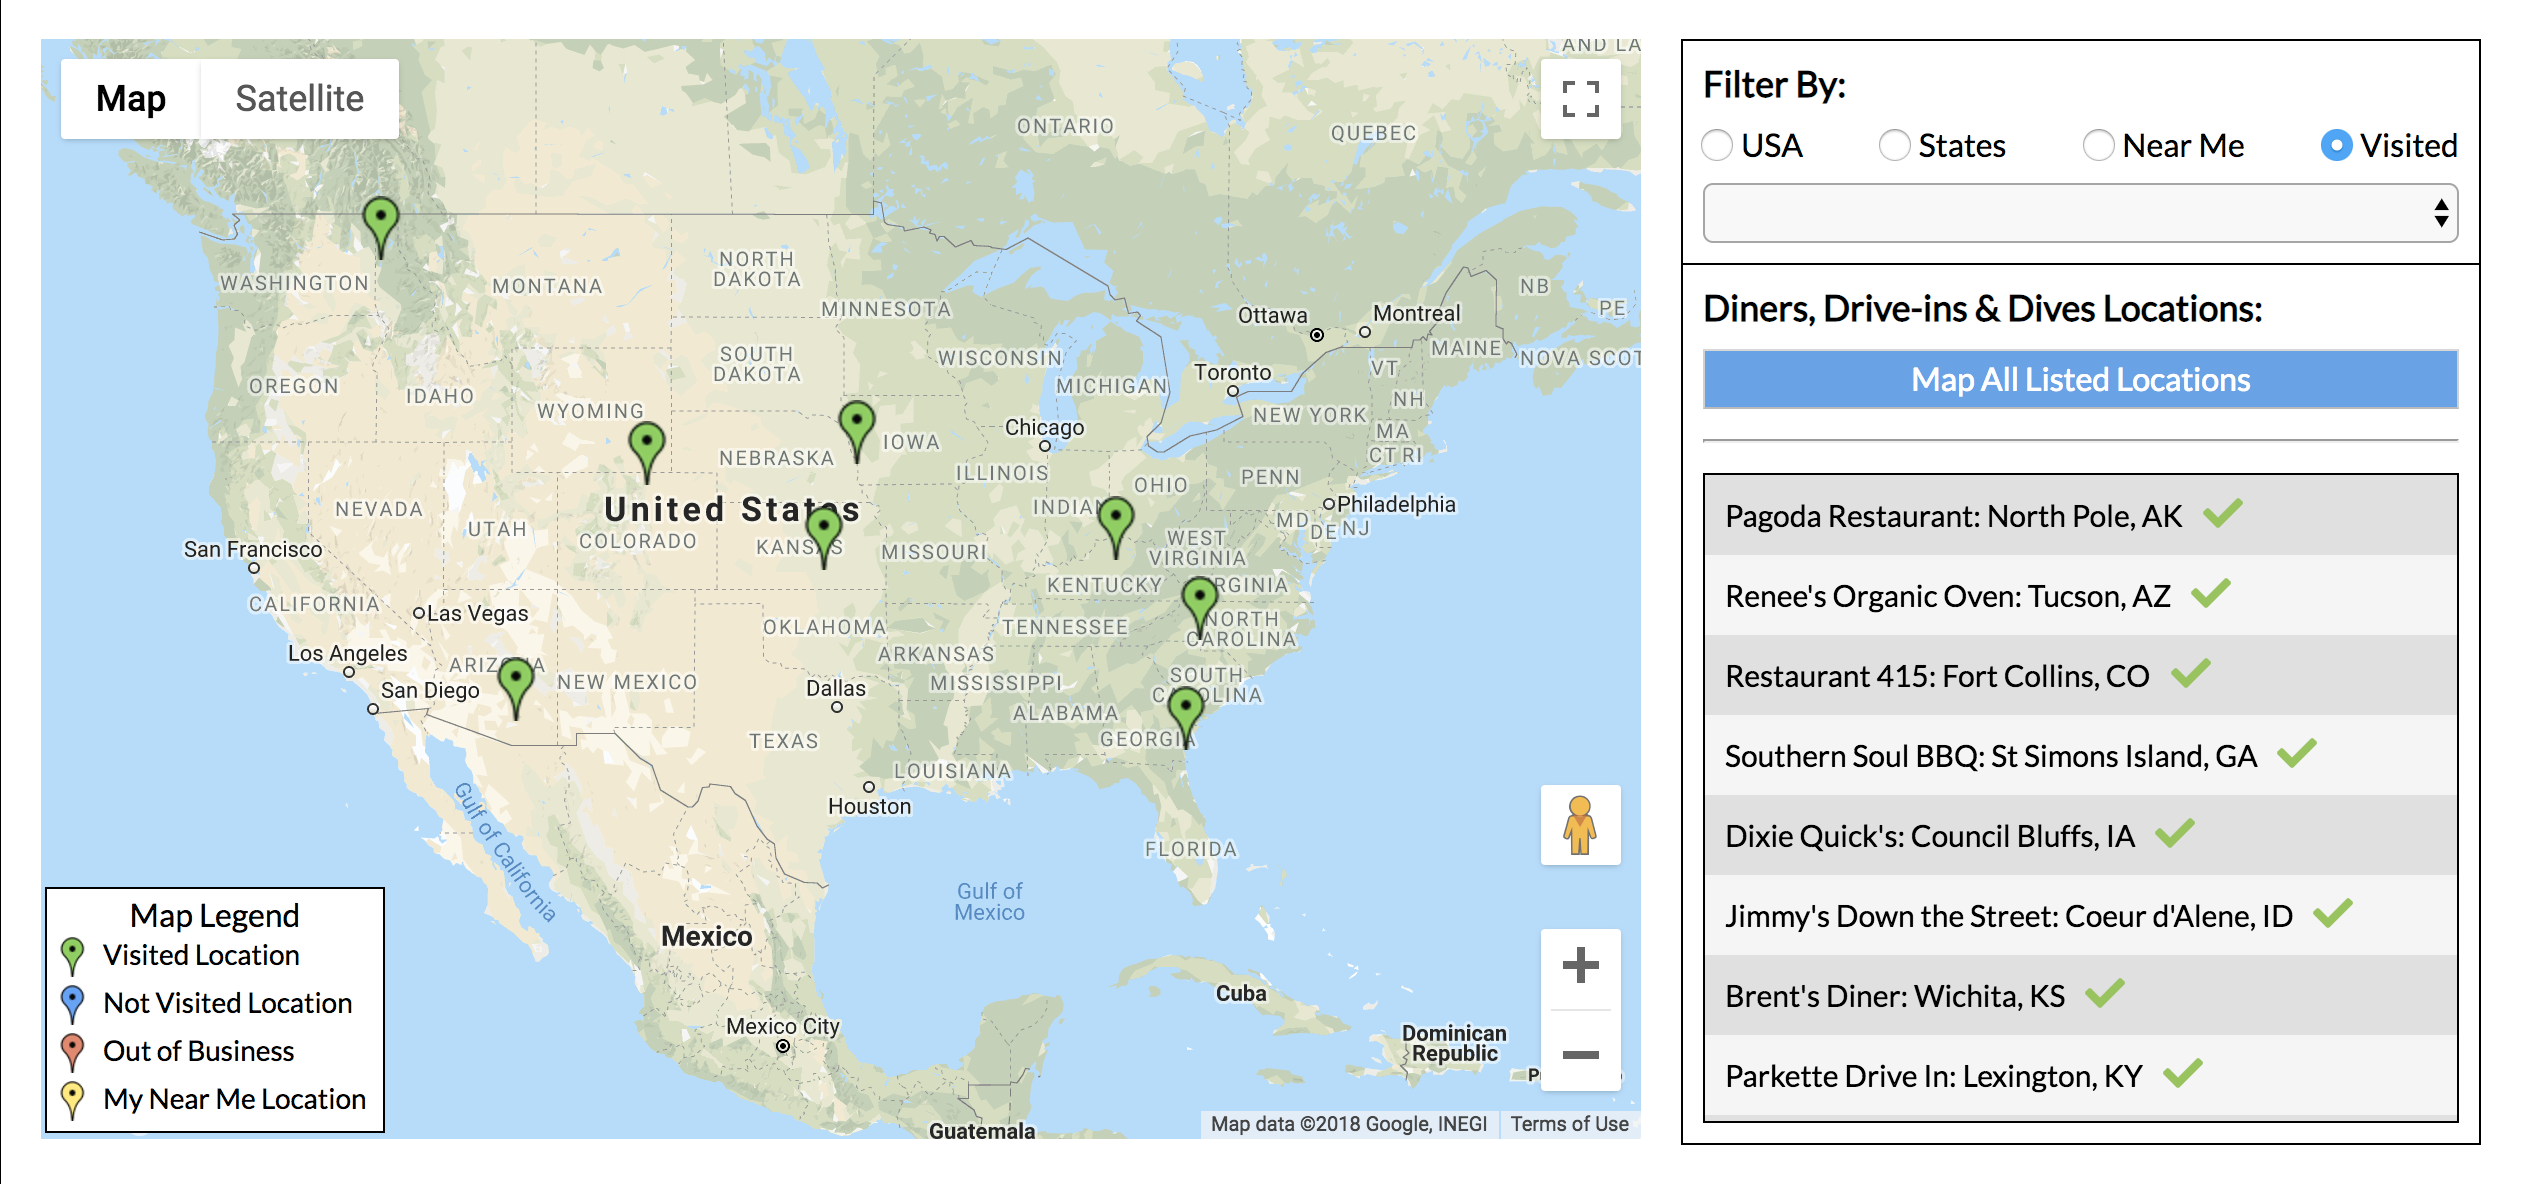 Map
Satellite
AND LA
ONTARIO
QUEBEC
WASHINGTON
MONTANA
NORTH
DAKOTA
MINNESOTA
NB
PE
Ottawa
Montreal
SOUTH
DAKOTA
WISCONSIN
MICHIGAN
Toronto
VT
MAINE
NOVA SCOT
OREGON
IDAHO
WYOMING
NH
NEW YORK
Chicago
MA
CT RI
IOWA
NEBRASKA
ILLINOIS
OHIO
PENN
United States
NEVADA
UTAH
COLORADO
KANSAS
MISSOURI
INDIAN
Philadelphia
MD
DE NJ
WEST
VIRGINIA
San Francisco
KENTUCKY
RGINIA
CALIFORNIA
Las Vegas
OKLAHOMA
TENNESSEE
NORTH
CAROLINA
Los Angeles
ARIZONA
ARKANSAS
San Diego
NEW MEXICO
Dallas
MISSISSIPPI
SOUTH
CAROLINA
ALABAMA
TEXAS
GEORGIA
LOUISIANA
Houston
Gulf of California
FLORIDA
Gulf of
Mexico
Mexico
Cuba
Mexico City
Dominican
Republic
P
Guatemala
Map Legend
Visited Location
Not Visited Location
Out of Business
My Near Me Location
Map data ©2018 Google, INEGI
Terms of Use
Filter By:
USA
States
Near Me
Visited
Diners, Drive-ins & Dives Locations:
Map All Listed Locations
Pagoda Restaurant: North Pole, AK
Renee's Organic Oven: Tucson, AZ
Restaurant 415: Fort Collins, CO
Southern Soul BBQ: St Simons Island, GA
Dixie Quick's: Council Bluffs, IA
Jimmy's Down the Street: Coeur d'Alene, ID
Brent's Diner: Wichita, KS
Parkette Drive In: Lexington, KY